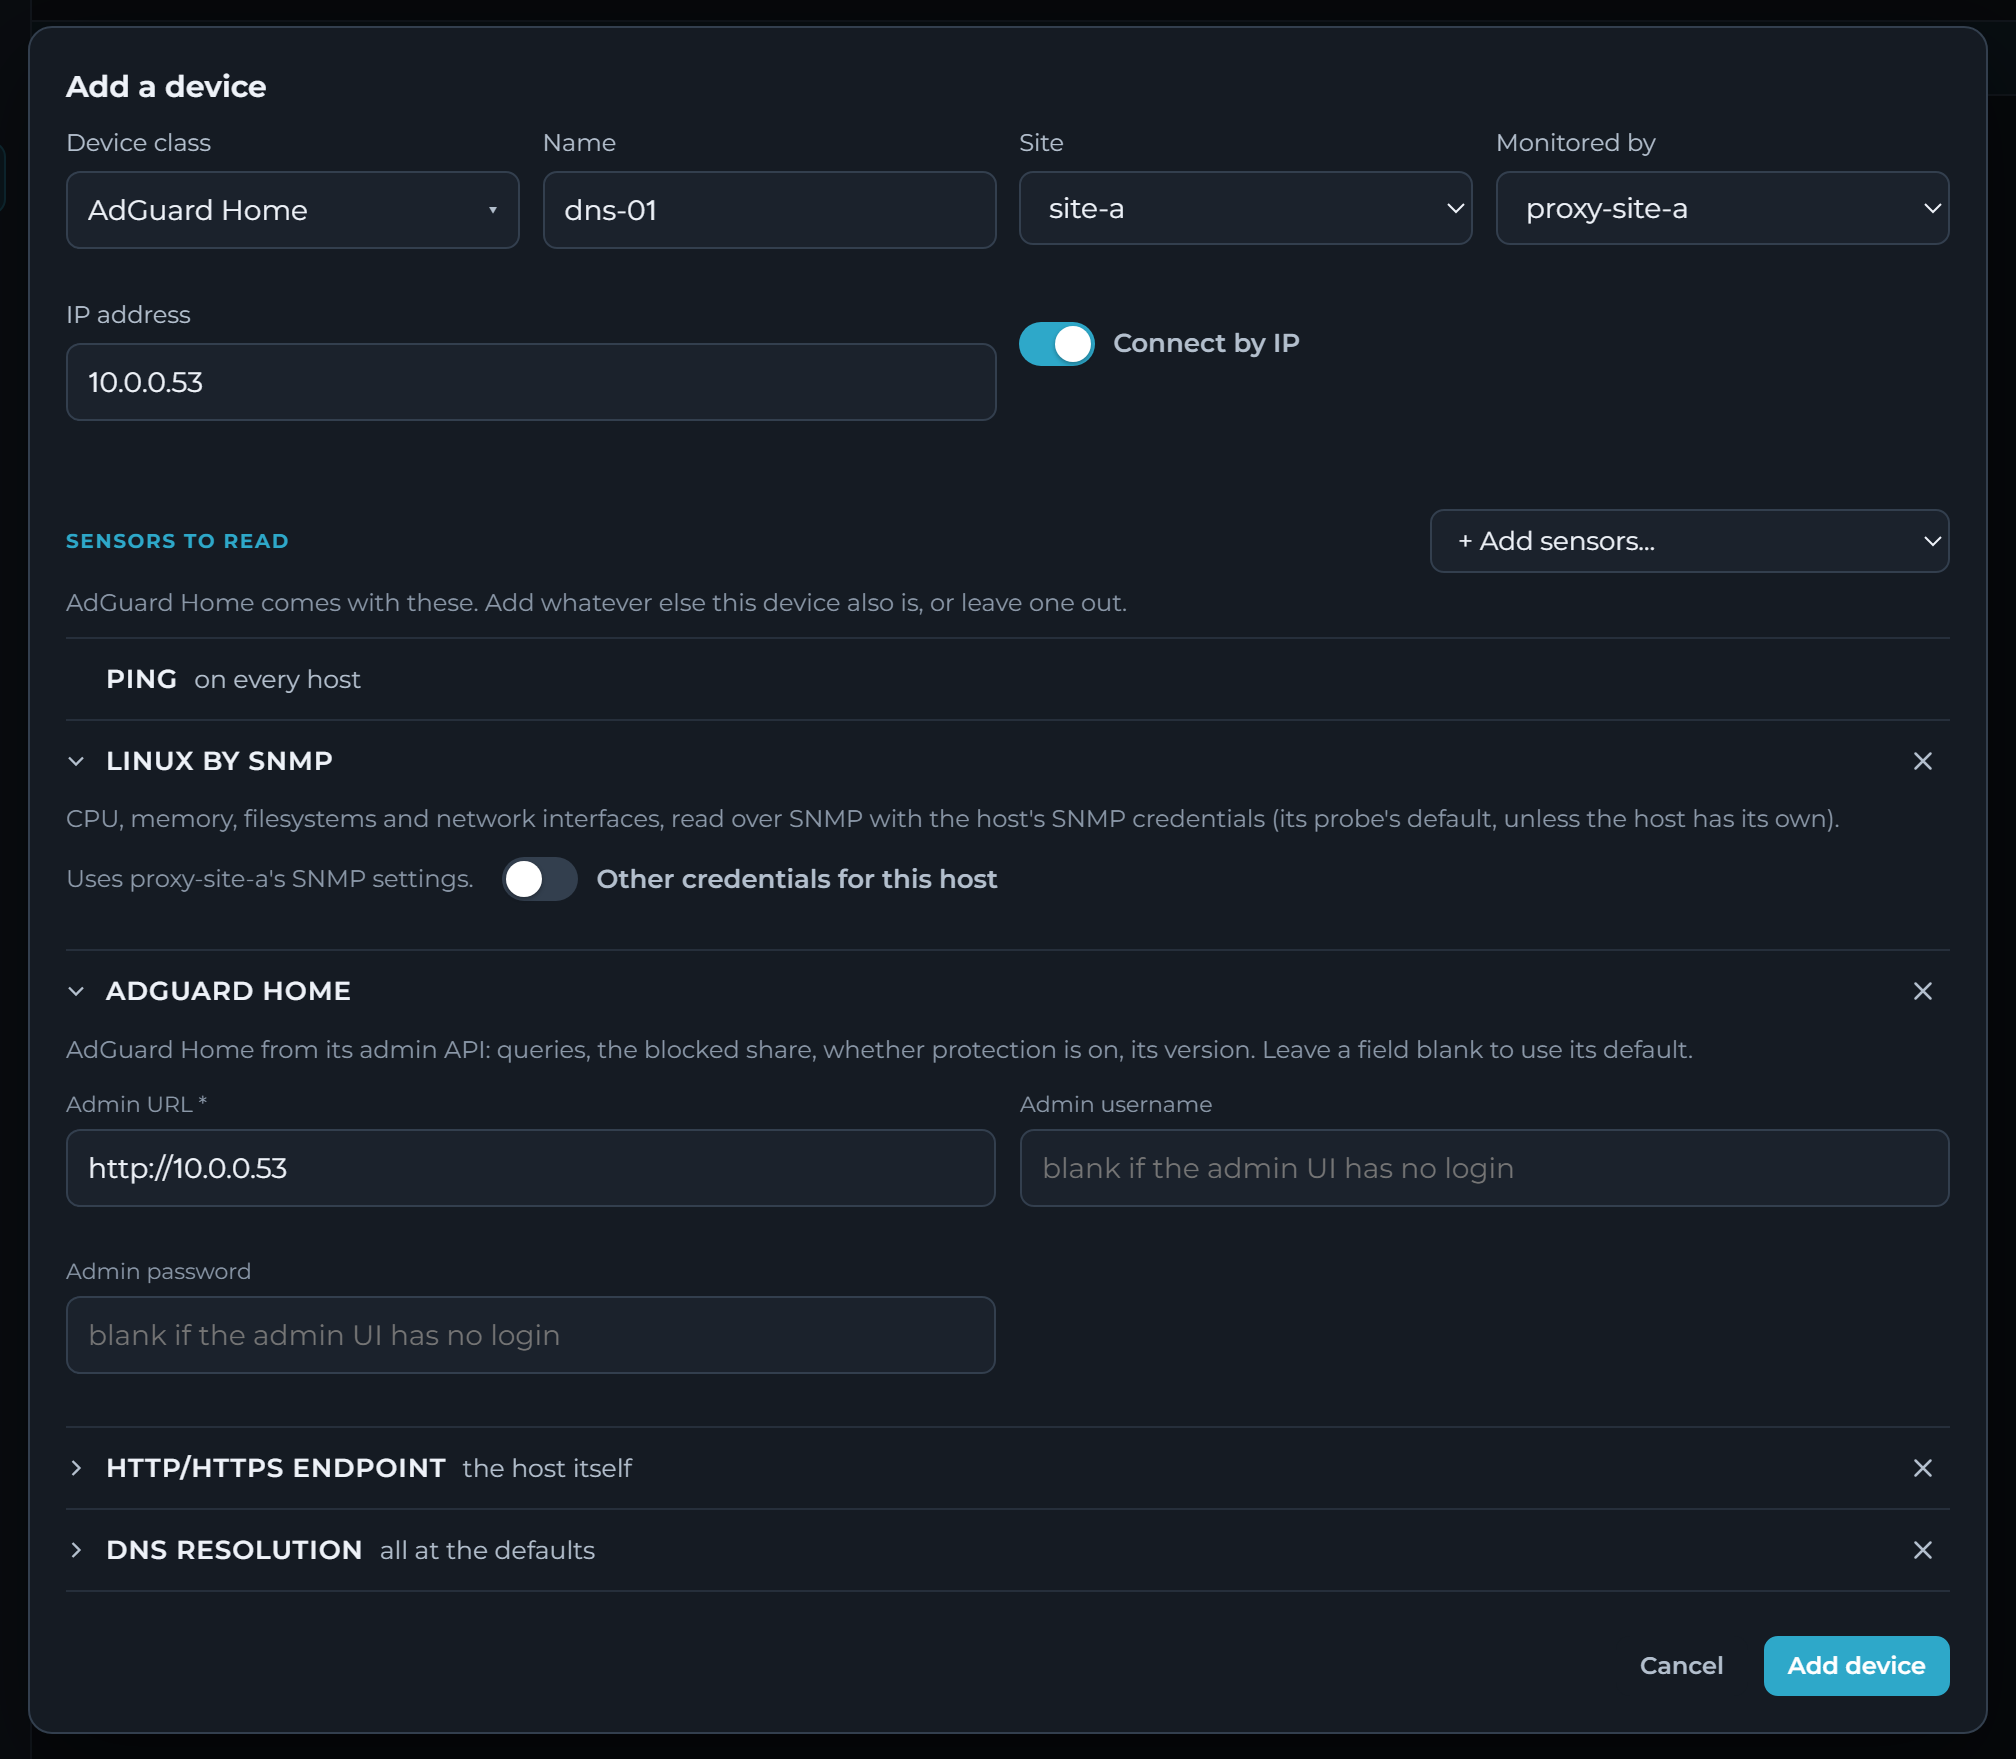 Add a device
Device class
Name
Site
Monitored by
AdGuard Home
dns-01
site-a
proxy-site-a
IP address
10.0.0.53
Connect by IP
SENSORS TO READ
+ Add sensors...
AdGuard Home comes with these. Add whatever else this device also is, or leave one out.
PING on every host
LINUX BY SNMP
CPU, memory, filesystems and network interfaces, read over SNMP with the host's SNMP credentials (its probe's default, unless the host has its own).
Uses proxy-site-a's SNMP settings.
Other credentials for this host
ADGUARD HOME
AdGuard Home from its admin API: queries, the blocked share, whether protection is on, its version. Leave a field blank to use its default.
Admin URL *
Admin username
http://10.0.0.53
blank if the admin UI has no login
Admin password
blank if the admin UI has no login
HTTP/HTTPS ENDPOINT the host itself
DNS RESOLUTION all at the defaults
Cancel
Add device